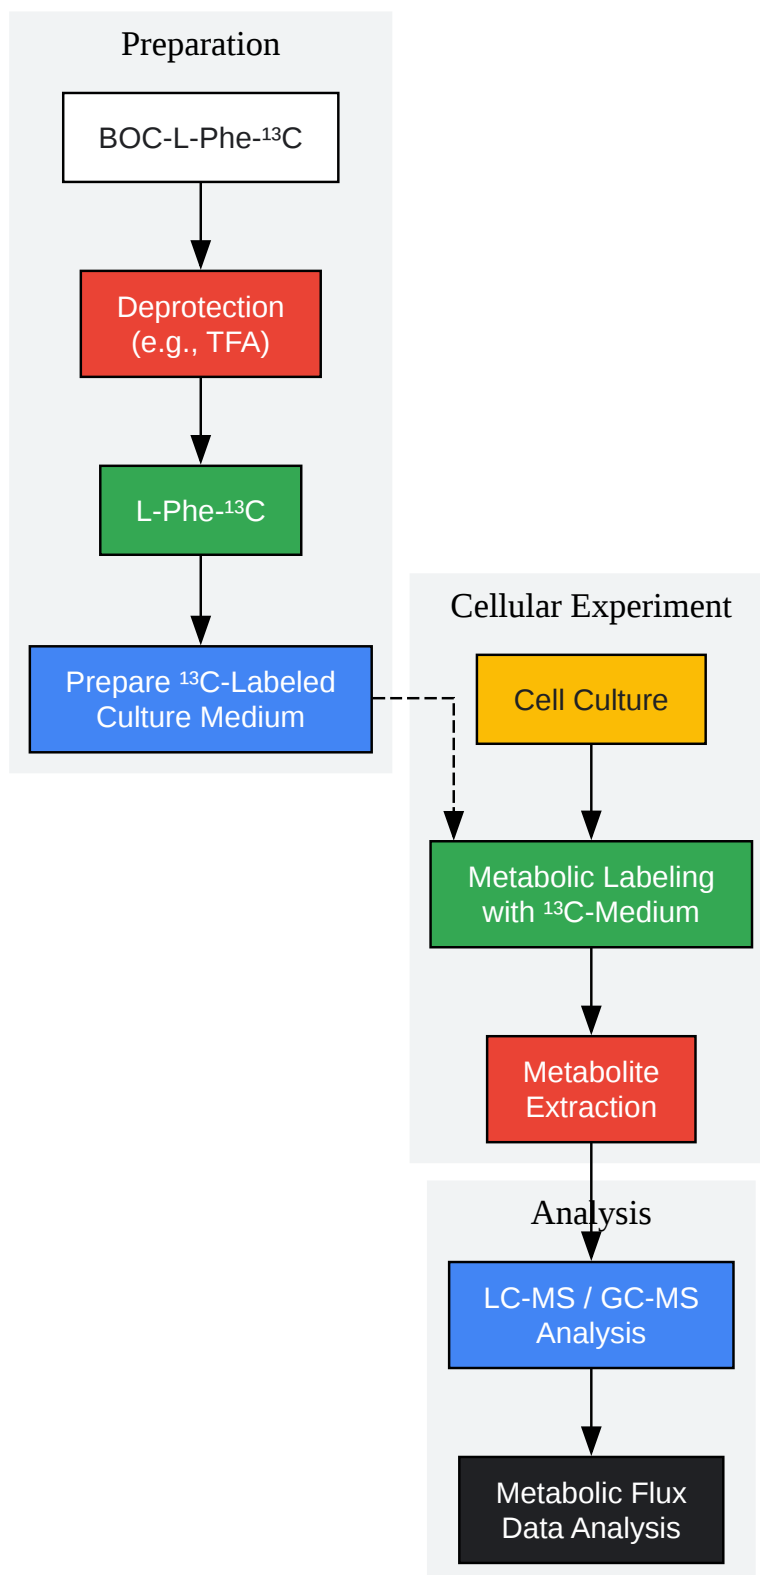 Preparation
BOC-L-Phe-¹³C
Deprotection
(e.g., TFA)
L-Phe-¹³C
Prepare ¹³C-Labeled
Culture Medium
Cellular Experiment
Cell Culture
Metabolic Labeling
with ¹³C-Medium
Metabolite
Extraction
Analysis
LC-MS / GC-MS
Analysis
Metabolic Flux
Data Analysis